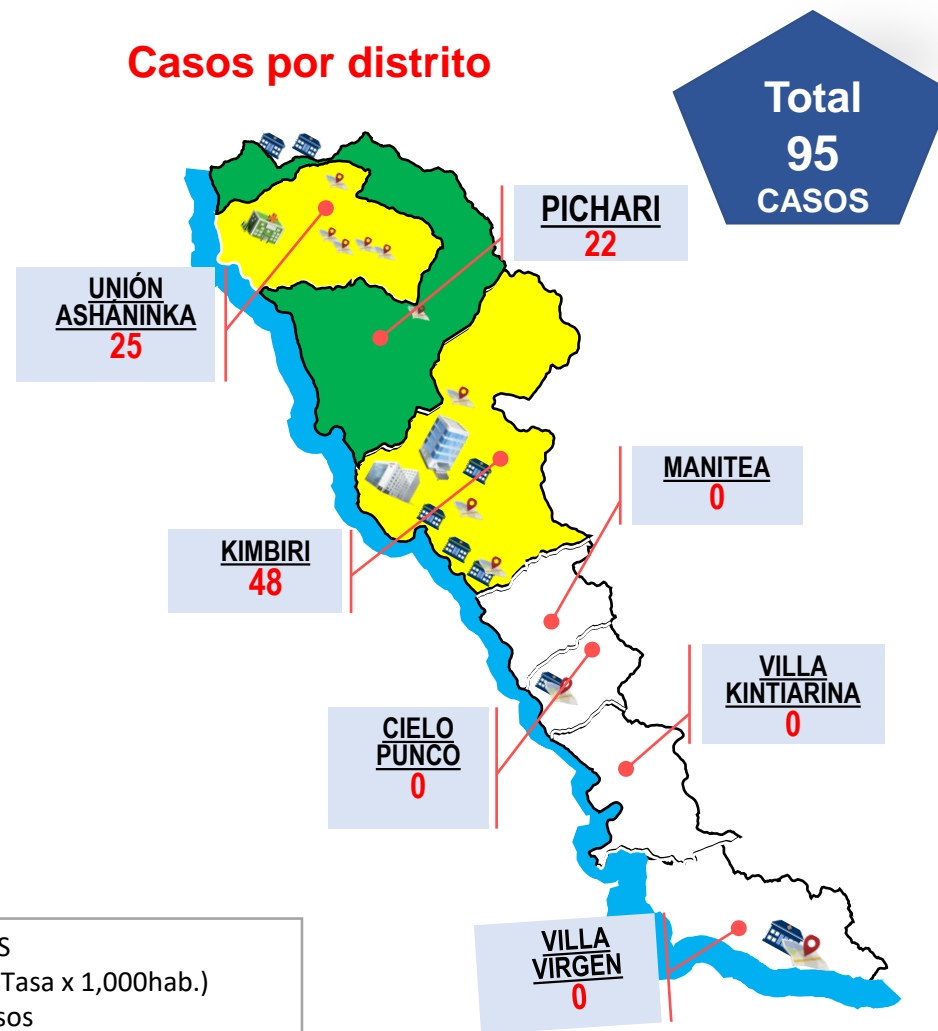 Casos por distrito
Total
95
CASOS
PICHARI
22
UNIÓN
ASHÁNINKA
25
MANITEA
0
KIMBIRI
48
VILLA
KINTIARINA
0
CIELO
PUNCO
0
VILLA
VIRGEN
0
S
Tasa x 1,000hab.)
sos